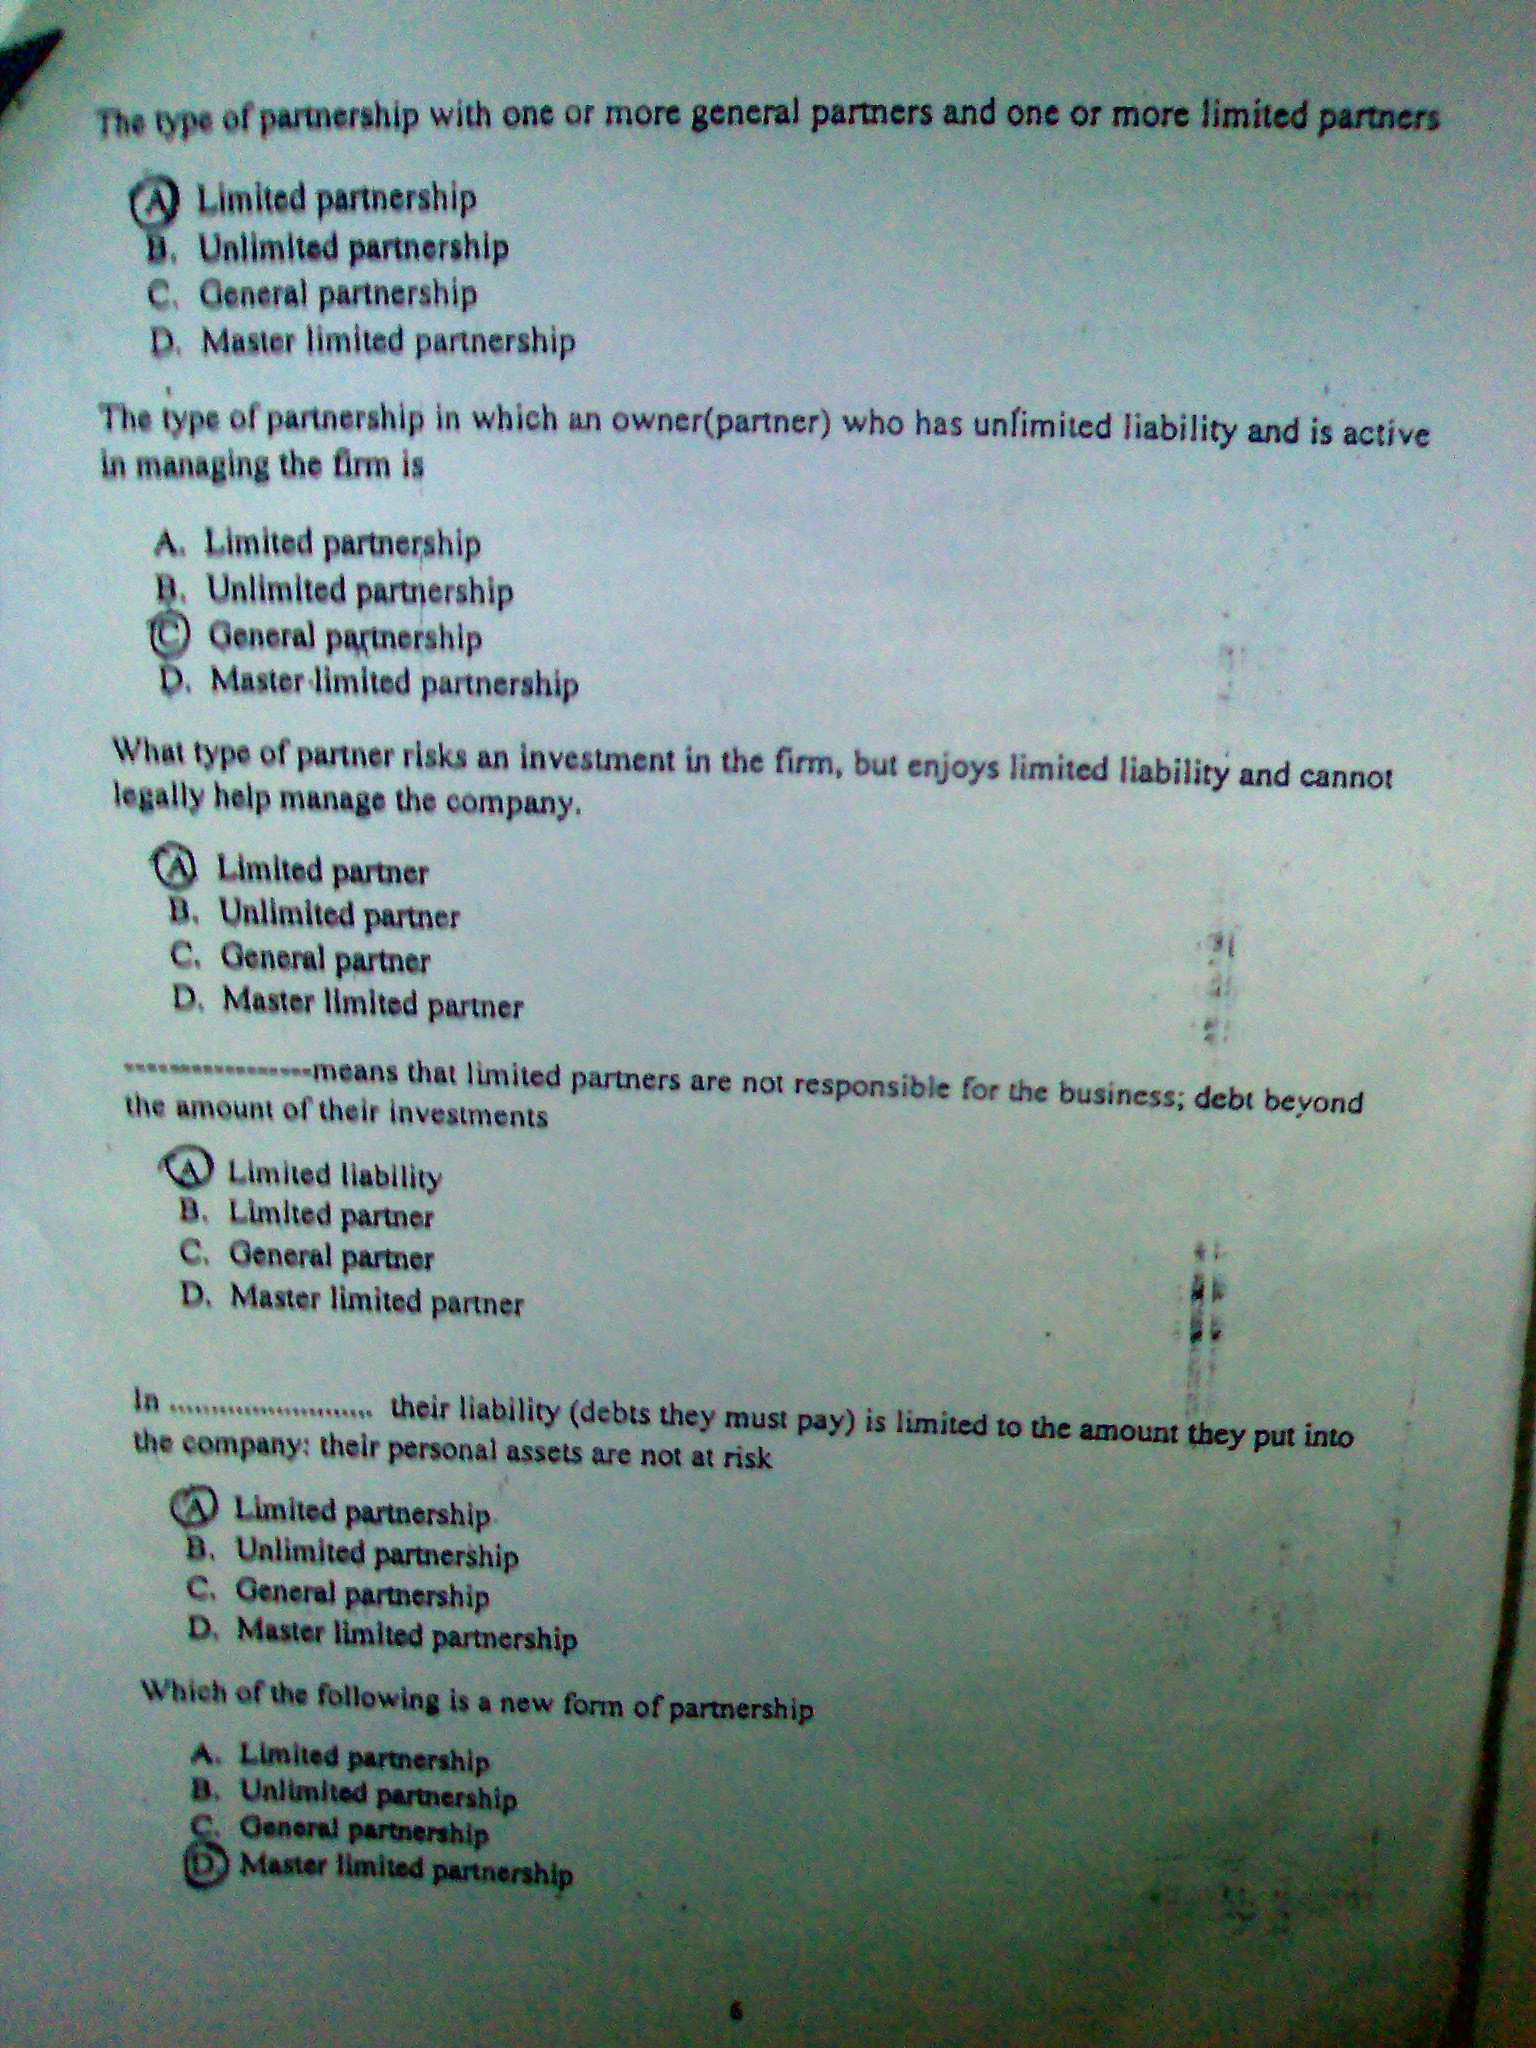 The type of partnership with one or more general partners and one or more limited partners
A. Limited partnership
B. Unlimited partnership
C. General partnership
D. Master limited partnership
The type of partnership in which an owner(partner) who has unlimited liability and is active
in managing the firm is
A. Limited partnership
B. Unlimited partnership
C. General partnership
D. Master limited partnership
What type of partner risks an investment in the firm, but enjoys limited liability and cannot
legally help manage the company.
A. Limited partner
B. Unlimited partner
C. General partner
D. Master limited partner
------------------means that limited partners are not responsible for the business; debt beyond
the amount of their investments
A. Limited liability
B. Limited partner
C. General partner
D. Master limited partner
In ......................... their liability (debts they must pay) is limited to the amount they put into
the company: their personal assets are not at risk
A. Limited partnership
B. Unlimited partnership
C. General partnership
D. Master limited partnership
Which of the following is a new form of partnership
A. Limited partnership
B. Unlimited partnership
C. General partnership
D. Master limited partnership
6